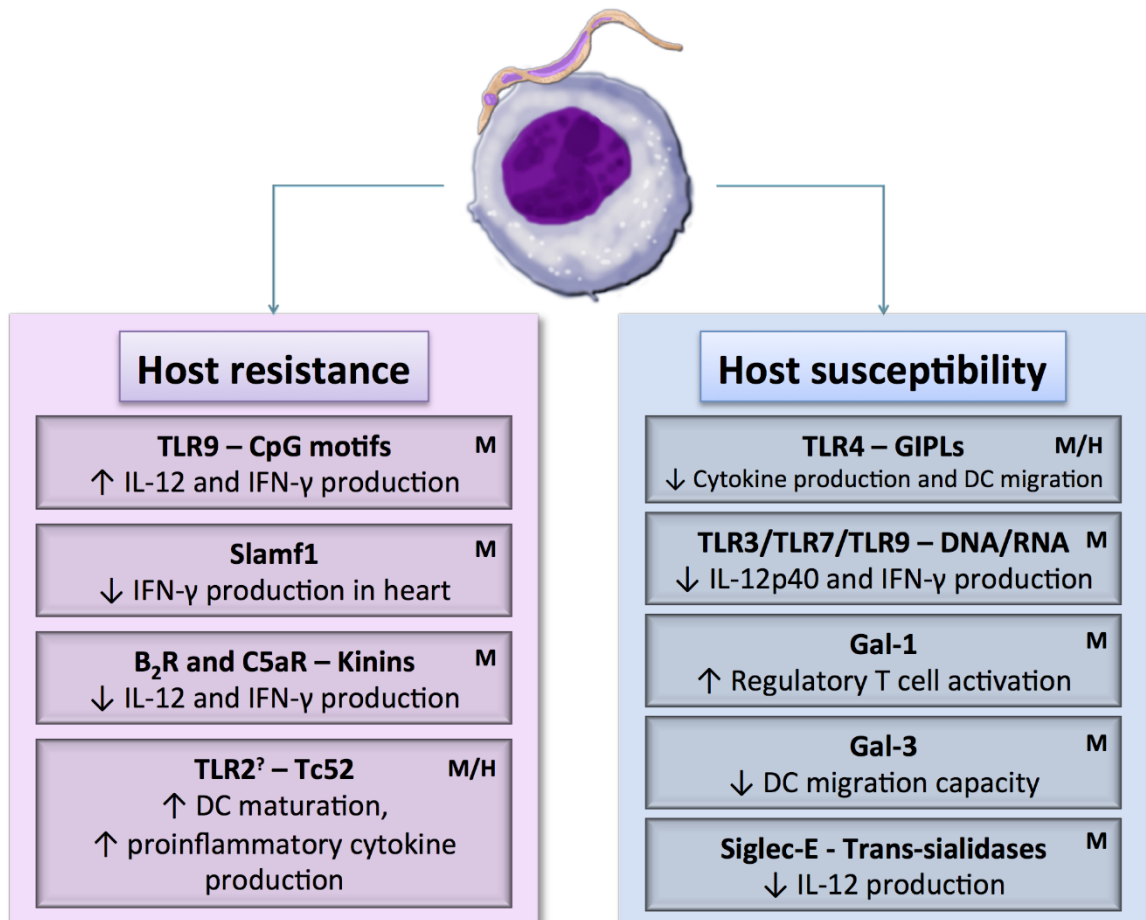 Host resistance
TLR9 – CpG motifs M
↑ IL-12 and IFN-γ production
Slamf1 M
↓ IFN-γ production in heart
B₂R and C5aR – Kinins M
↓ IL-12 and IFN-γ production
TLR2? – Tc52 M/H
↑ DC maturation,
↑ proinflammatory cytokine
production
Host susceptibility
TLR4 – GIPLs M/H
↓ Cytokine production and DC migration
TLR3/TLR7/TLR9 – DNA/RNA M
↓ IL-12p40 and IFN-γ production
Gal-1 M
↑ Regulatory T cell activation
Gal-3 M
↓ DC migration capacity
Siglec-E - Trans-sialidases M
↓ IL-12 production